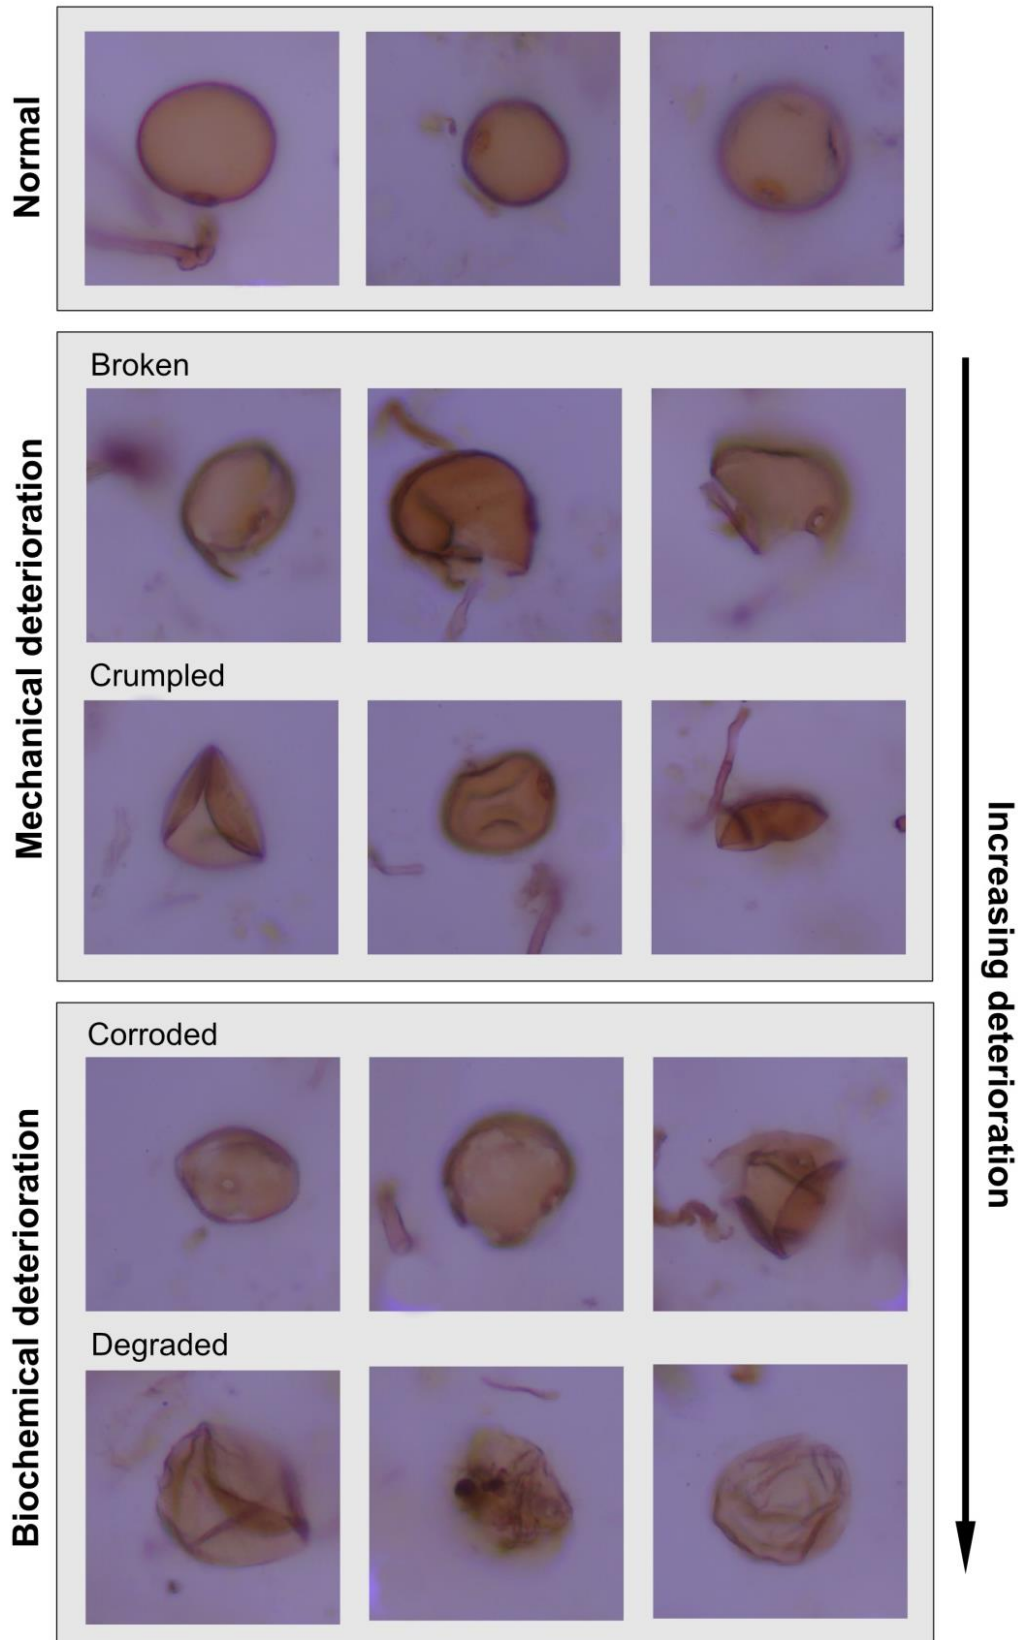 Normal
Mechanical deterioration
Broken
Crumpled
Increasing deterioration
Biochemical deterioration
Corroded
Degraded